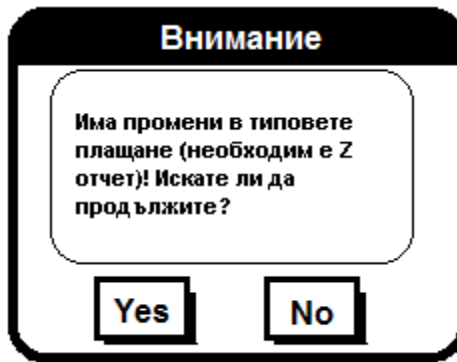 Внимание
Има промени в типовете
плащане (необходим е Z
отчет)! Искате ли да
продължите?
Yes
No